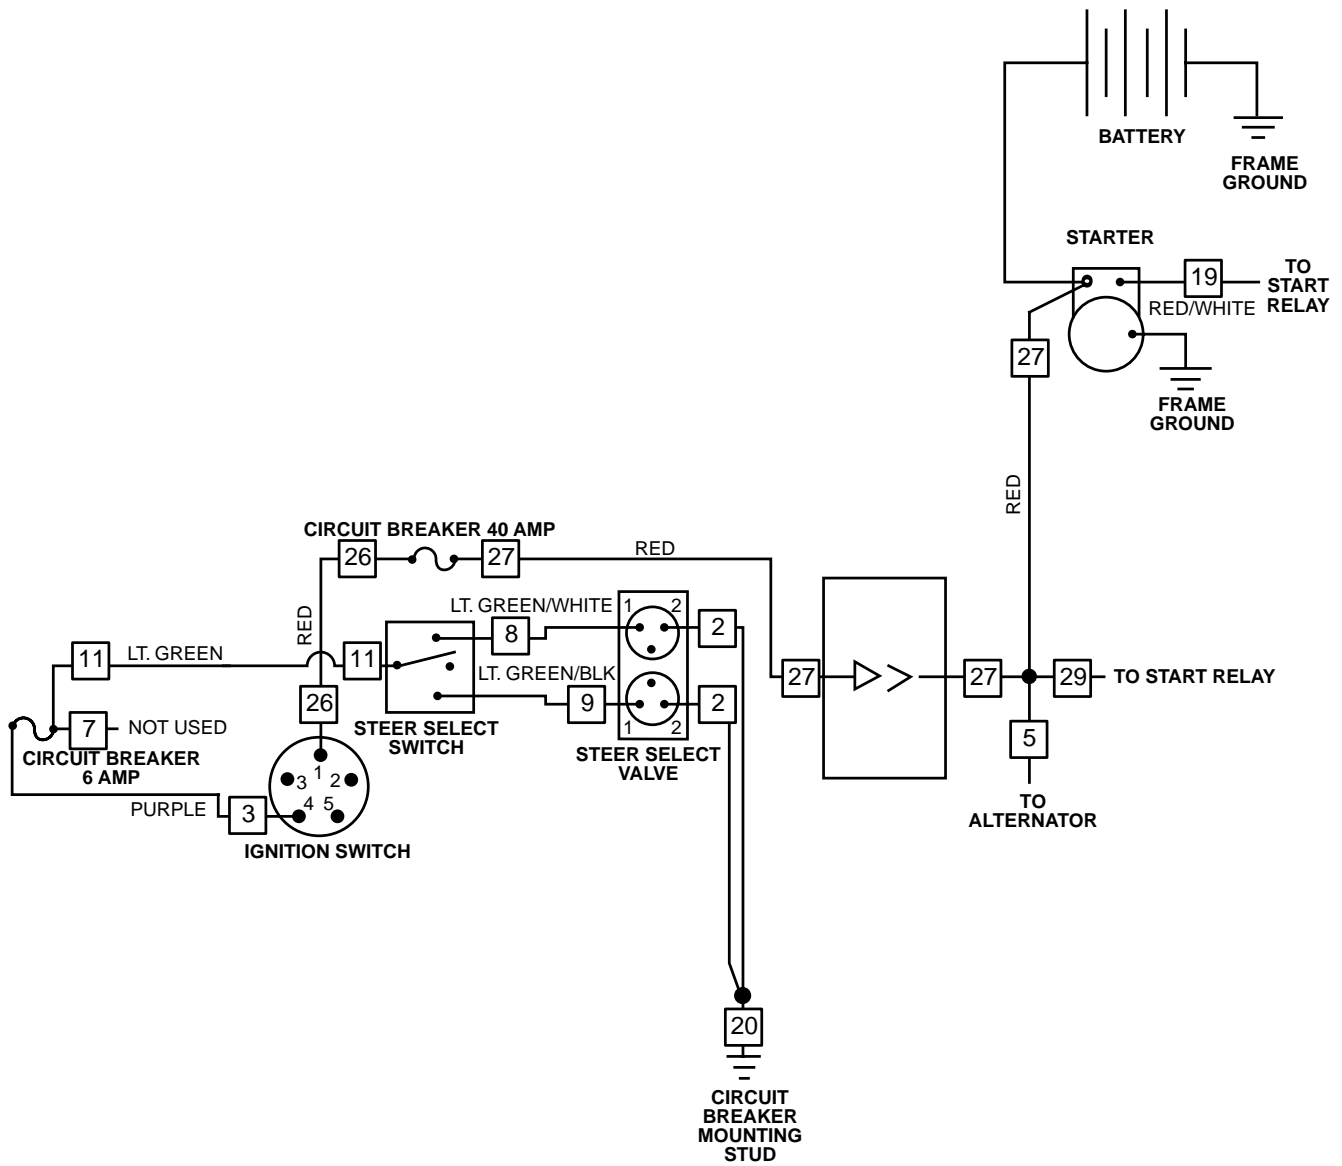 BATTERY
FRAME
GROUND
STARTER
19
TO
START
RELAY
RED/WHITE
27
FRAME
GROUND
RED
CIRCUIT BREAKER 40 AMP
26
27
RED
RED
LT. GREEN/WHITE
1
2
8
2
11
LT. GREEN
11
LT. GREEN/BLK
9
2
1
2
26
STEER SELECT
SWITCH
STEER SELECT
VALVE
27
27
29
TO START RELAY
7
NOT USED
CIRCUIT BREAKER
6 AMP
5
TO
ALTERNATOR
PURPLE
3
1
3
2
4
5
IGNITION SWITCH
20
CIRCUIT
BREAKER
MOUNTING
STUD